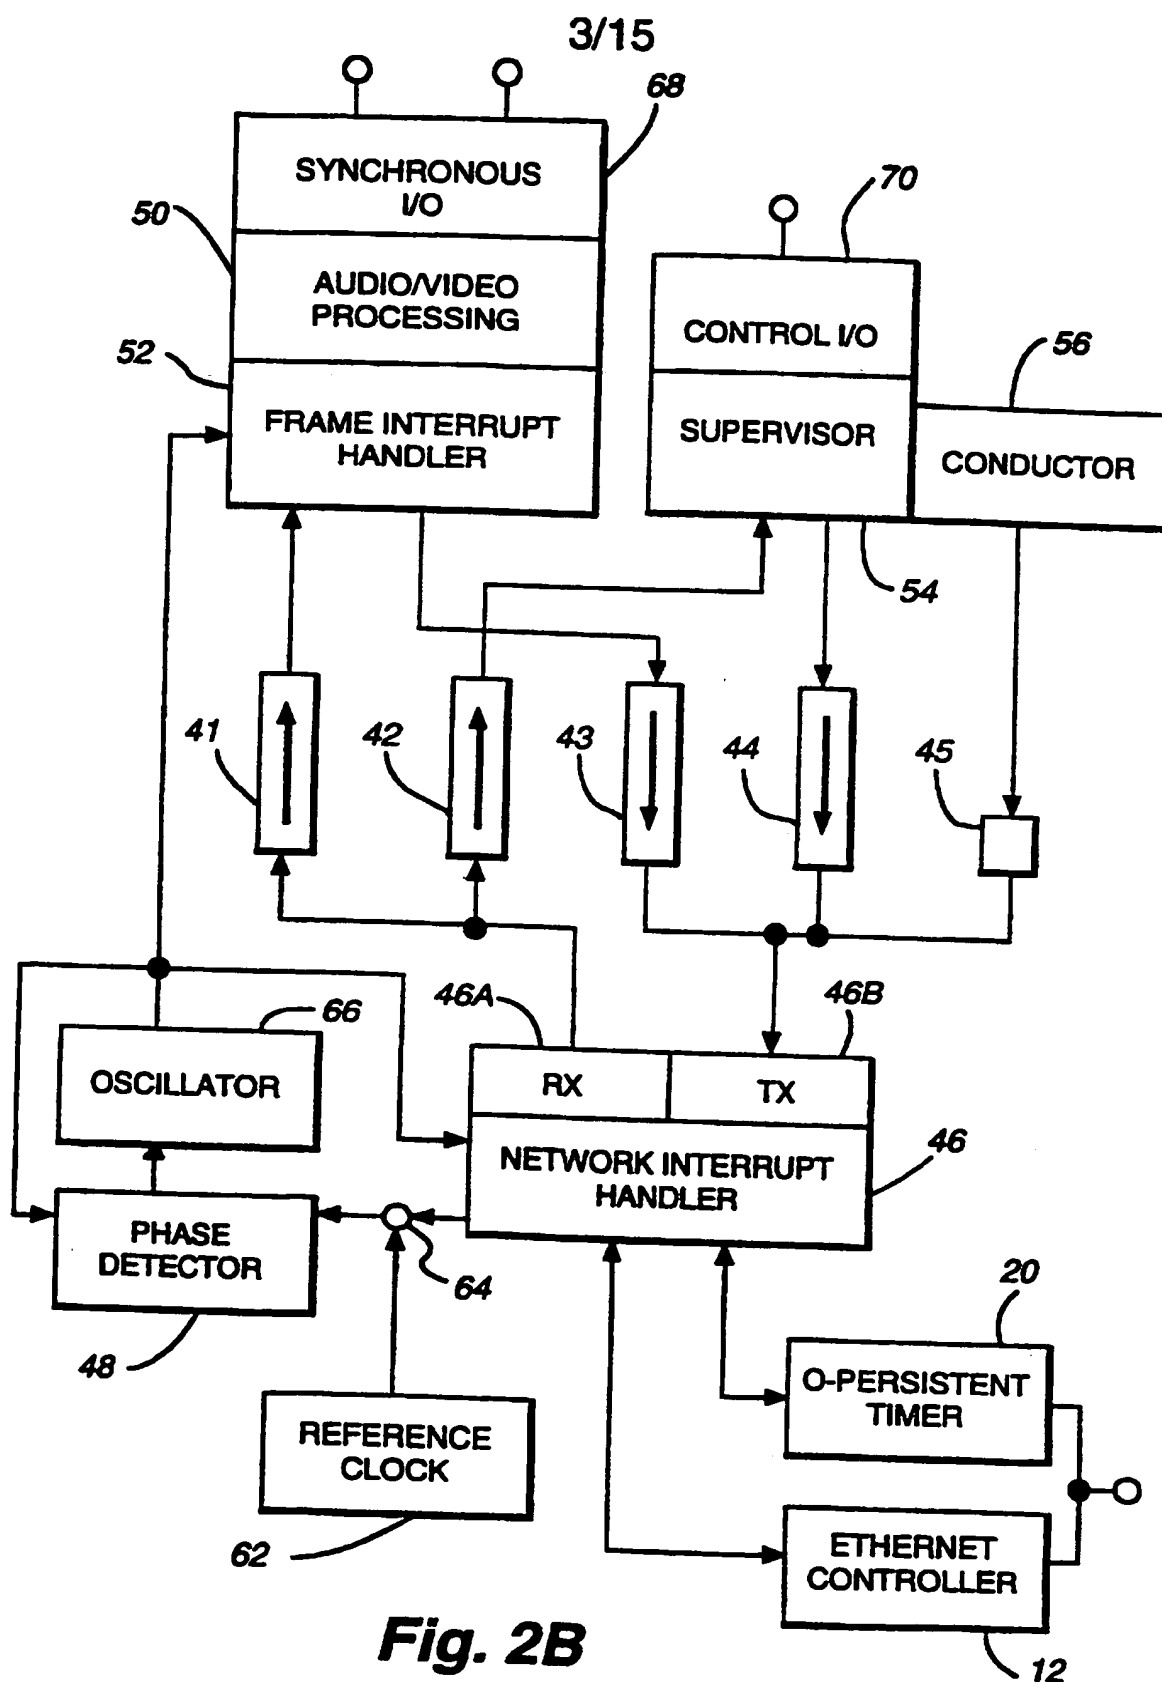 3/15
68
SYNCHRONOUS
I/O
70
50
AUDIO/VIDEO
PROCESSING
CONTROL I/O
56
52
FRAME INTERRUPT
HANDLER
SUPERVISOR
CONDUCTOR
54
41
42
43
44
45
46A
46B
66
OSCILLATOR
RX
TX
46
NETWORK INTERRUPT
HANDLER
PHASE
DETECTOR
64
20
48
O-PERSISTENT
TIMER
REFERENCE
CLOCK
62
ETHERNET
CONTROLLER
12
Fig. 2B